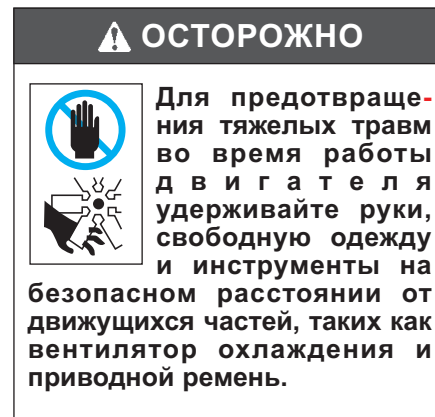 ОСТОРОЖНО
Для предотвраще-
ния тяжелых травм
во время работы
двигателя
удерживайте руки,
свободную одежду
и инструменты на
безопасном расстоянии от
движущихся частей, таких как
вентилятор охлаждения и
приводной ремень.